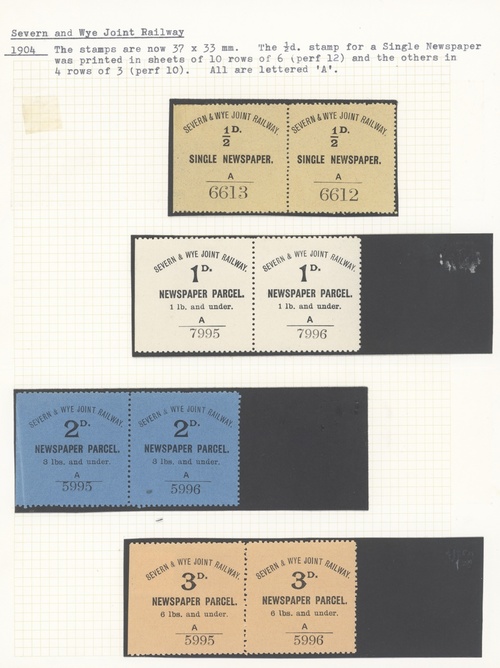 Severn and Wye Joint Railway
1904 The stamps are now 37 x 33 mm. The ½d. stamp for a Single Newspaper
was printed in sheets of 10 rows of 6 (perf 12) and the others in
4 rows of 3 (perf 10). All are lettered 'A'.
SEVERN & WYE JOINT RAILWAY.
½D.
SINGLE NEWSPAPER.
A
6613
SEVERN & WYE JOINT RAILWAY.
½D.
SINGLE NEWSPAPER.
A
6612
SEVERN & WYE JOINT RAILWAY.
1D.
NEWSPAPER PARCEL.
1 lb. and under.
A
7995
SEVERN & WYE JOINT RAILWAY.
1D.
NEWSPAPER PARCEL.
1 lb. and under.
A
7996
SEVERN & WYE JOINT RAILWAY.
2D.
NEWSPAPER PARCEL.
3 lbs. and under.
A
5995
SEVERN & WYE JOINT RAILWAY.
2D.
NEWSPAPER PARCEL.
3 lbs. and under.
A
5996
SEVERN & WYE JOINT RAILWAY.
3D.
NEWSPAPER PARCEL.
6 lbs. and under.
A
5995
SEVERN & WYE JOINT RAILWAY.
3D.
NEWSPAPER PARCEL.
6 lbs. and under.
A
5996